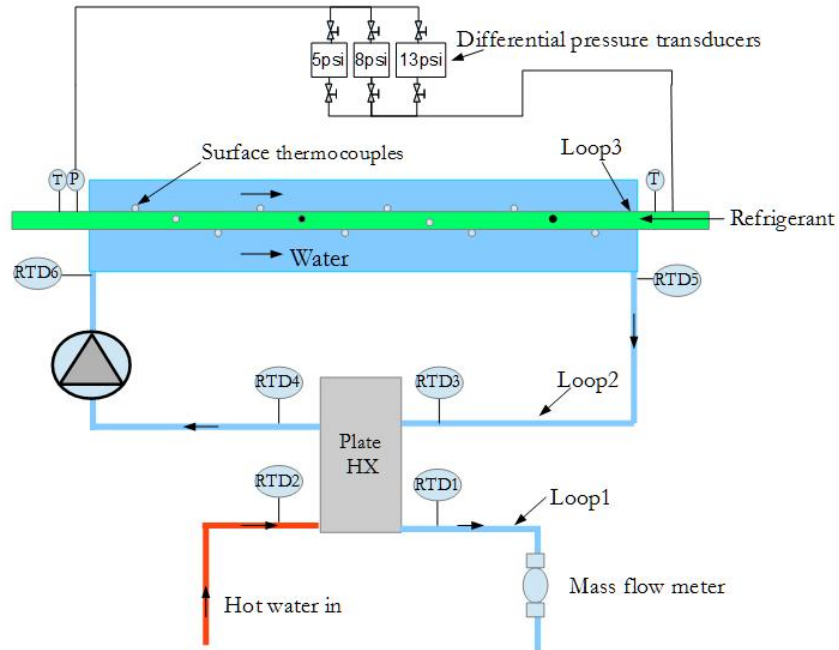 5psi
8psi
13psi
Differential pressure transducers
Surface thermocouples
Loop3
T
P
T
Refrigerant
Water
RTD6
RTD5
RTD4
RTD3
Loop2
Plate
HX
RTD2
RTD1
Loop1
Hot water in
Mass flow meter